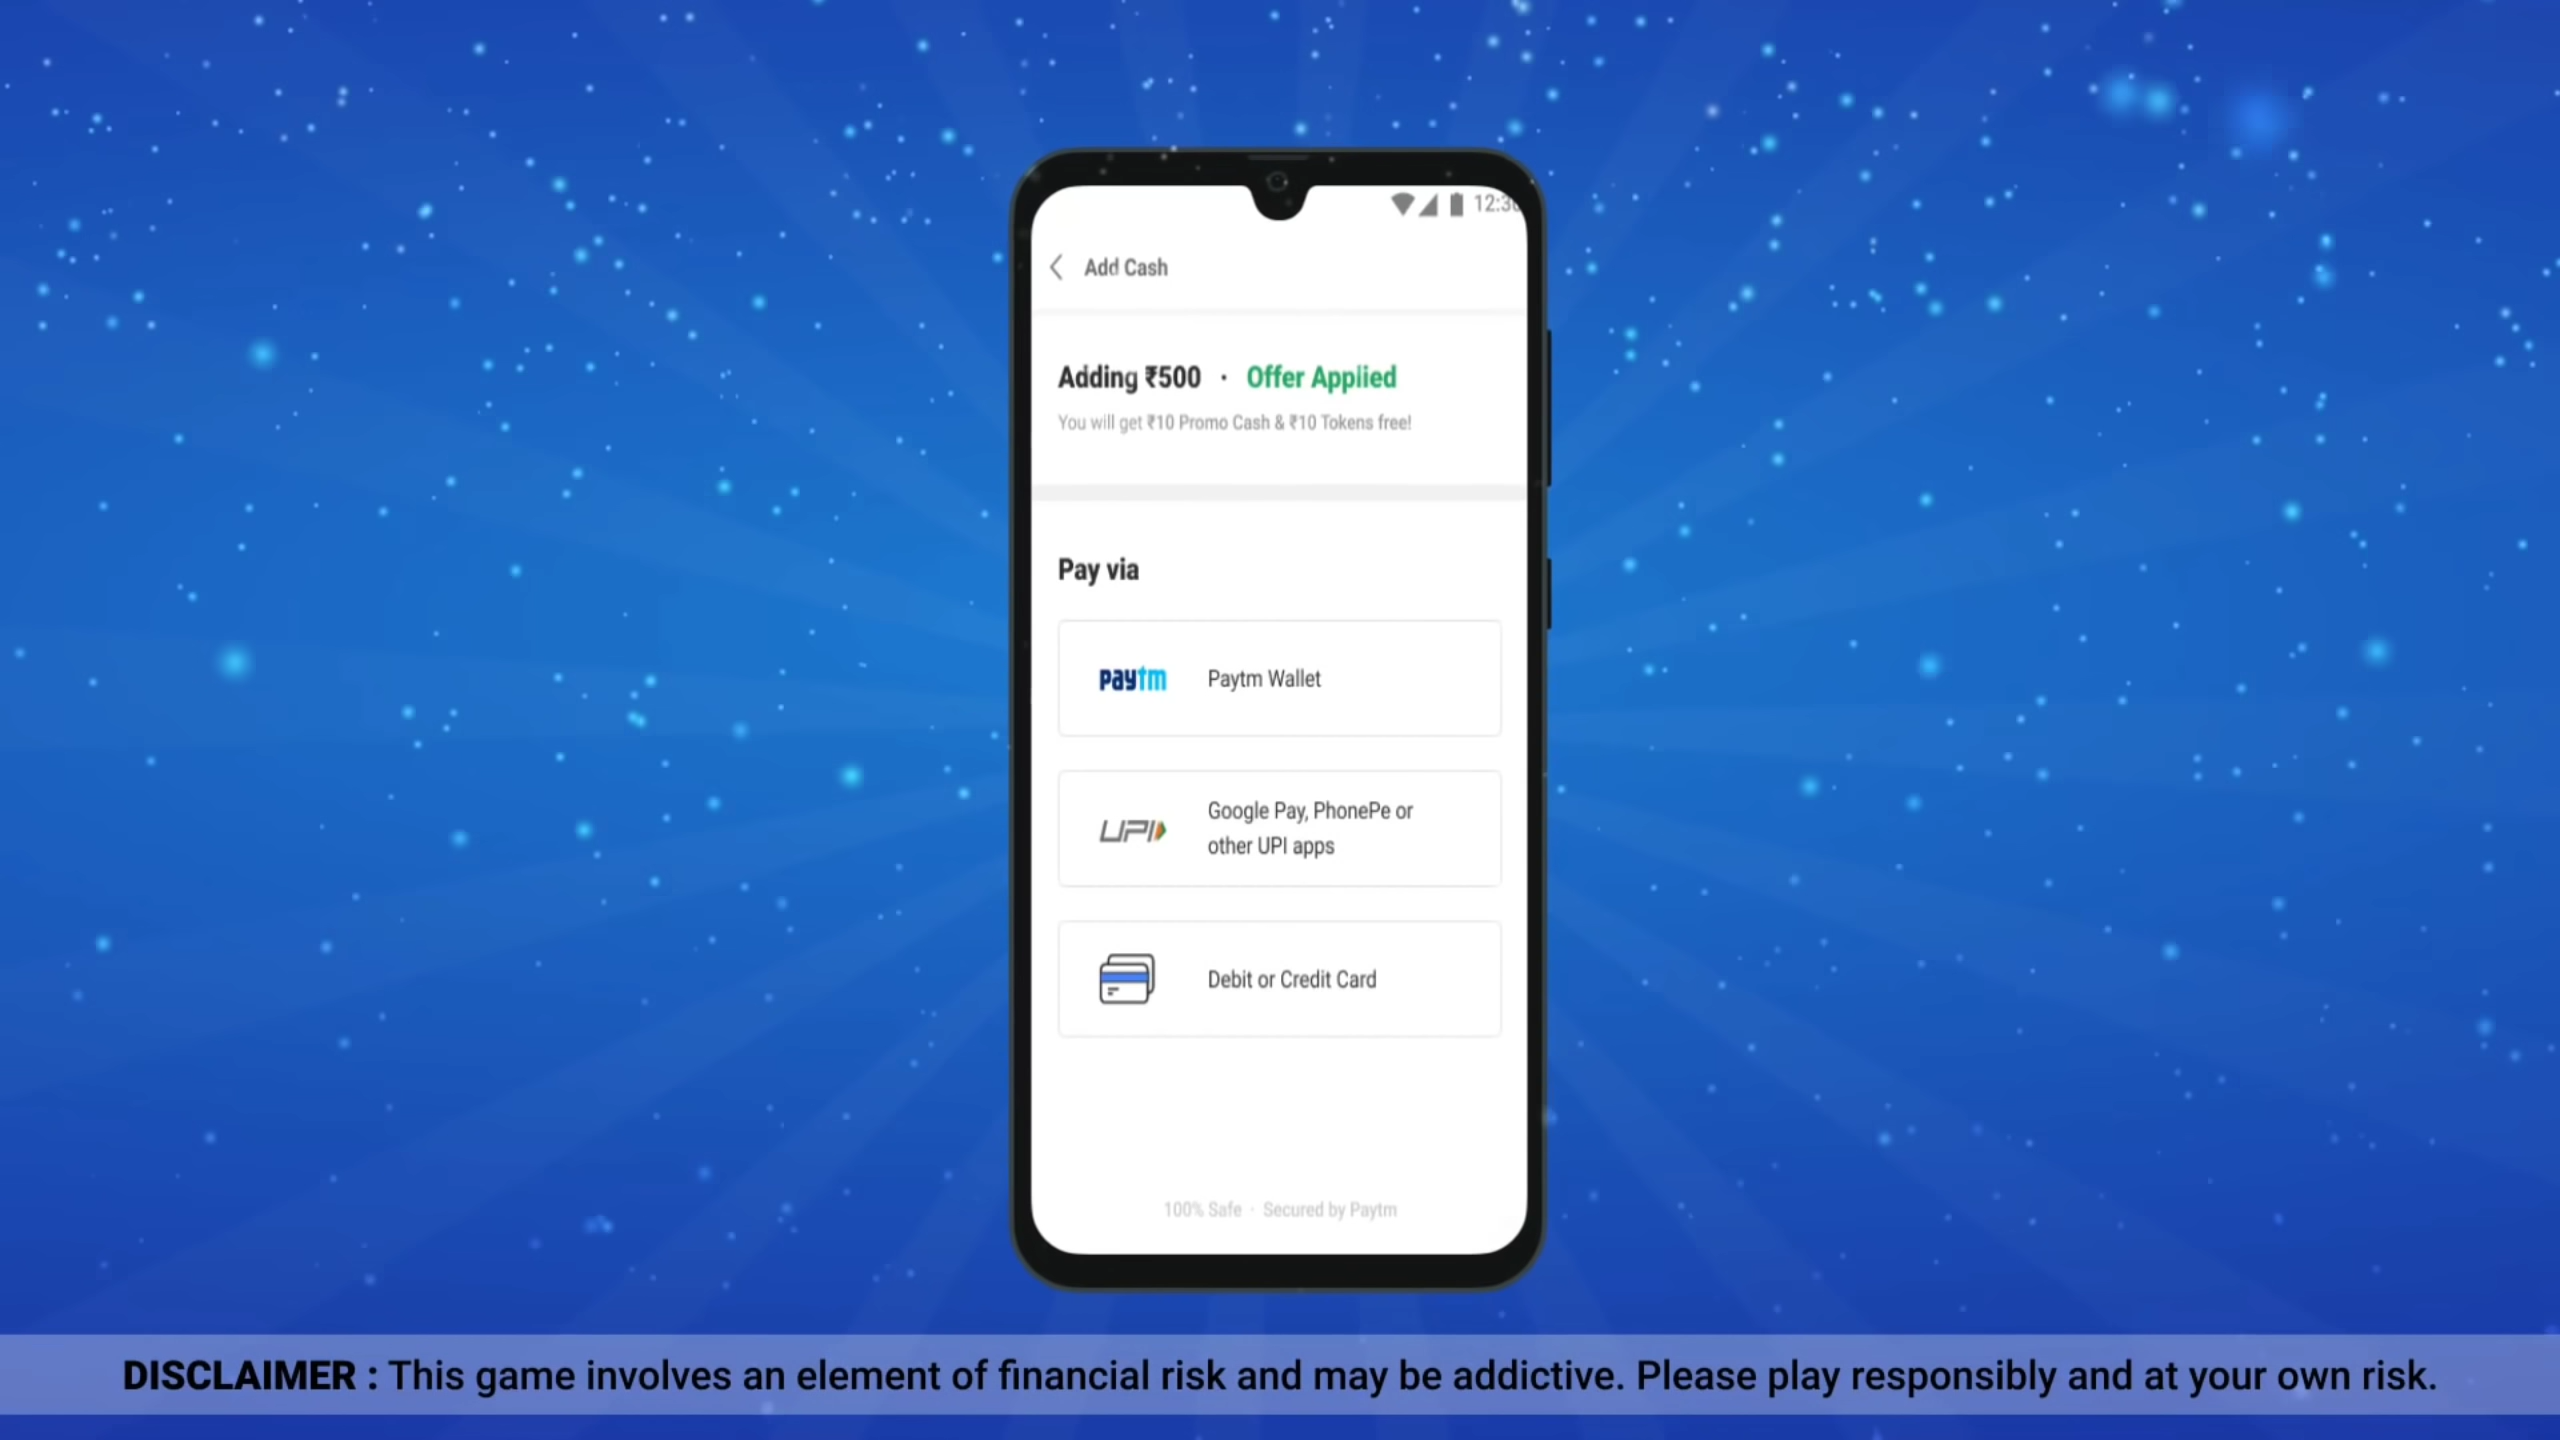 12:30
Add Cash
Adding ₹500 · Offer Applied
You will get ₹10 Promo Cash & ₹10 Tokens free!
Pay via
paytm Paytm Wallet
UPI Google Pay, PhonePe or
other UPI apps
Debit or Credit Card
100% Safe · Secured by Paytm
DISCLAIMER : This game involves an element of financial risk and may be addictive. Please play responsibly and at your own risk.